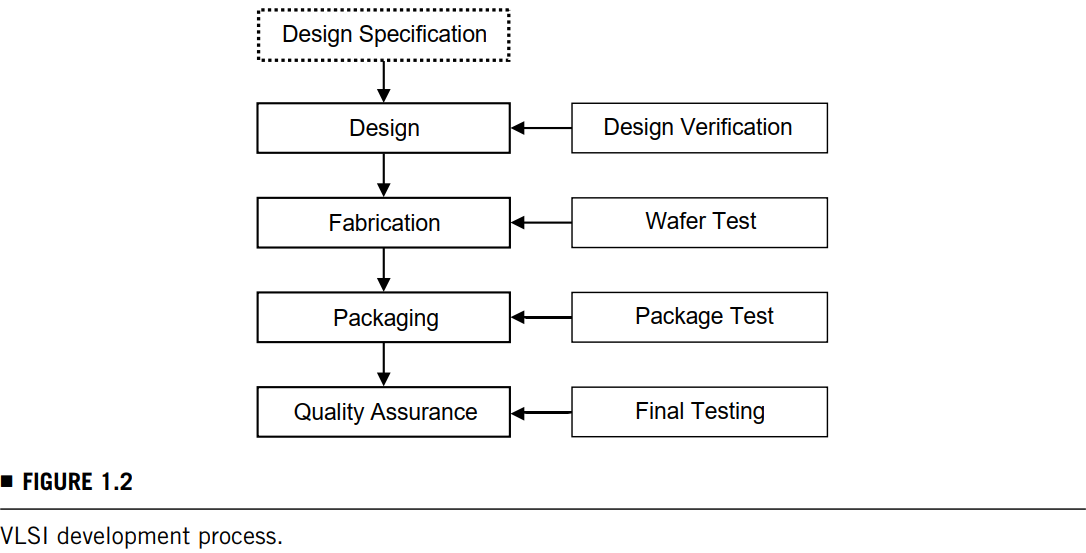 Design Specification
Design
Design Verification
Fabrication
Wafer Test
Packaging
Package Test
Quality Assurance
Final Testing
■ FIGURE 1.2
VLSI development process.